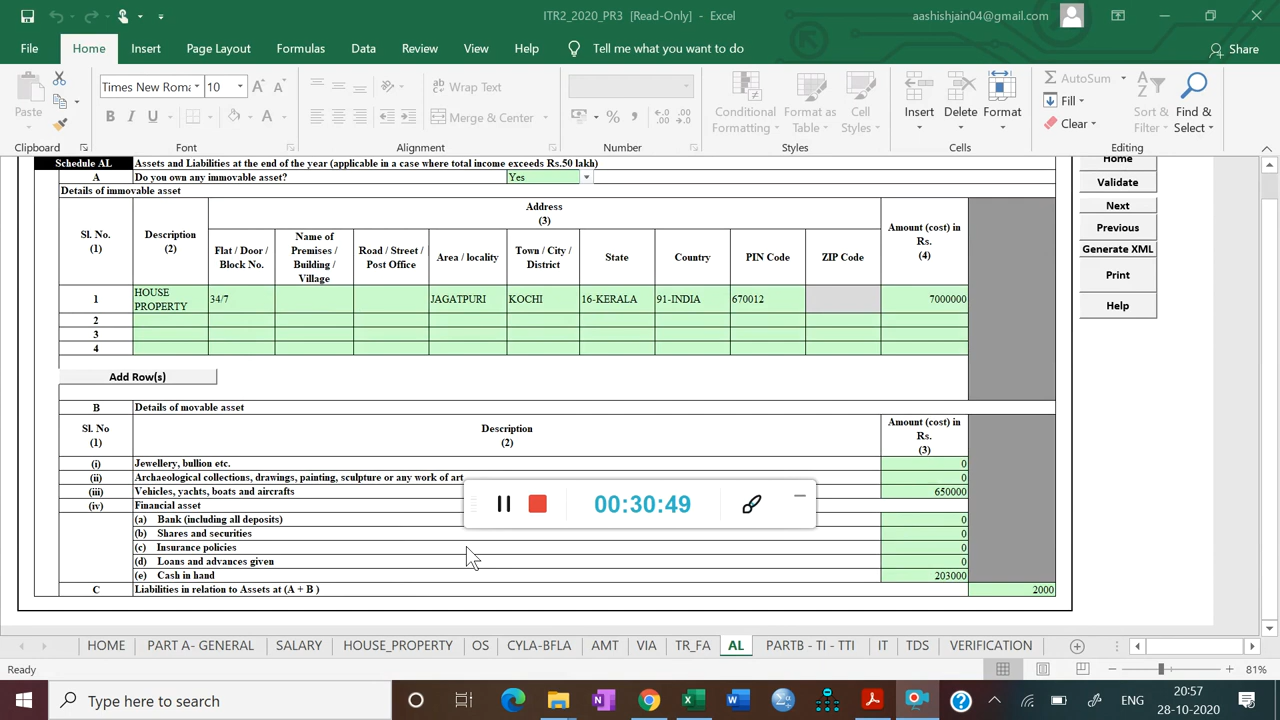 ITR2_2020_PR3 [Read-Only] - Excel
aashishjain04@gmail.com
File Home Insert Page Layout Formulas Data Review View Help Tell me what you want to do Share
Paste
Clipboard
Times New Roma 10
B I U
A A
Font
Wrap Text
Merge & Center
Alignment
%
Number
Conditional Formatting
Format as Table
Cell Styles
Styles
Insert
Delete
Format
Cells
AutoSum
Fill
Clear
Sort & Filter
Find & Select
Editing
Schedule AL Assets and Liabilities at the end of the year (applicable in a case where total income exceeds Rs.50 lakh)
A Do you own any immovable asset? Yes
Details of immovable asset
Sl. No. (1)
Description (2)
Address (3)
Flat / Door / Block No.
Name of Premises / Building / Village
Road / Street / Post Office
Area / locality
Town / City / District
State
Country
PIN Code
ZIP Code
Amount (cost) in Rs. (4)
1 HOUSE PROPERTY 34/7 JAGATPURI KOCHI 16-KERALA 91-INDIA 670012 7000000
2
3
4
Add Row(s)
B Details of movable asset
Sl. No (1)
Description (2)
Amount (cost) in Rs. (3)
(i) Jewellery, bullion etc. 0
(ii) Archaeological collections, drawings, painting, sculpture or any work of art 0
(iii) Vehicles, yachts, boats and aircrafts 650000
(iv) Financial asset
(a) Bank (including all deposits) 0
(b) Shares and securities 0
(c) Insurance policies 0
(d) Loans and advances given 0
(e) Cash in hand 203000
C Liabilities in relation to Assets at (A + B ) 2000
Home
Validate
Next
Previous
Generate XML
Print
Help
00:30:49
HOME PART A- GENERAL SALARY HOUSE_PROPERTY OS CYLA-BFLA AMT VIA TR_FA AL PARTB - TI - TTI IT TDS VERIFICATION
Ready
81%
Type here to search
ENG
20:57
28-10-2020